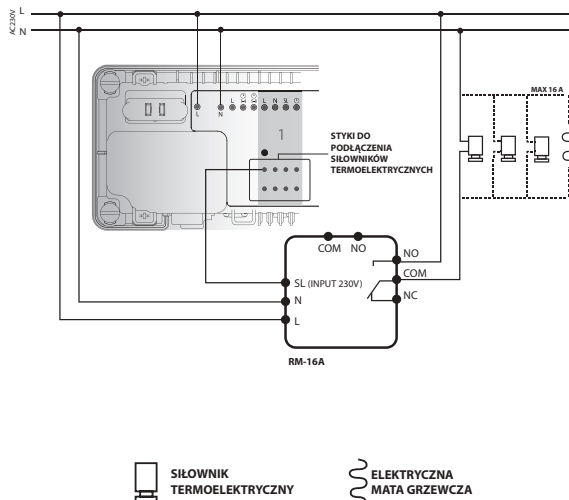 L
AC230V
N
MAX 16 A
L
N
L
L
N
SL
1
STYKI DO
PODŁĄCZENIA
SIŁOWNIKÓW
TERMOELEKTRYCZNYCH
COM NO
NO
SL (INPUT 230V)
COM
N
NC
L
RM-16A
SIŁOWNIK
TERMOELEKTRYCZNY
ELEKTRYCZNA
MATA GRZEWCZA